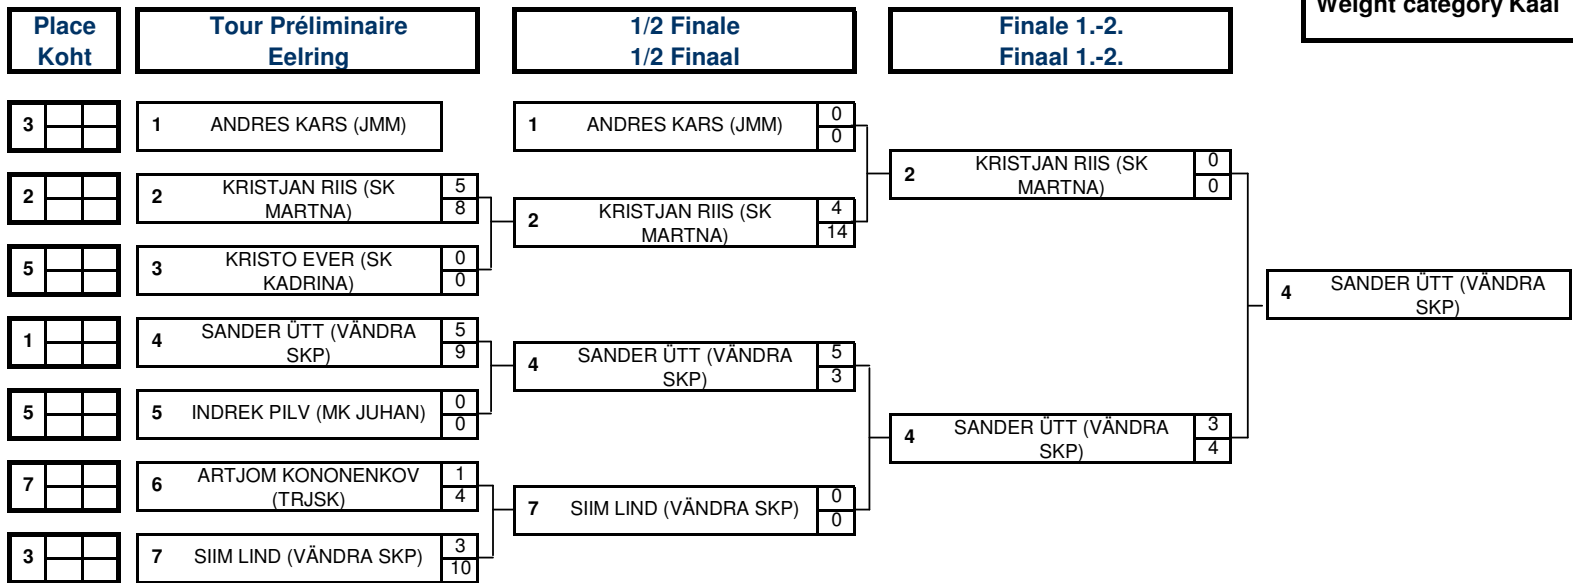 Weight category Kaal
Place
Koht
Tour Préliminaire
Eelring
1/2 Finale
1/2 Finaal
Finale 1.-2.
Finaal 1.-2.
3
1 ANDRES KARS (JMM)
1 ANDRES KARS (JMM)
0
0
2 KRISTJAN RIIS (SK
MARTNA)
0
0
2
2 KRISTJAN RIIS (SK
MARTNA)
5
8
2 KRISTJAN RIIS (SK
MARTNA)
4
14
5
3 KRISTO EVER (SK
KADRINA)
0
0
4 SANDER ÜTT (VÄNDRA
SKP)
1
4 SANDER ÜTT (VÄNDRA
SKP)
5
9
4 SANDER ÜTT (VÄNDRA
SKP)
5
3
5
5 INDREK PILV (MK JUHAN)
0
0
4 SANDER ÜTT (VÄNDRA
SKP)
3
4
7
6 ARTJOM KONONENKOV
(TRJSK)
1
4
7 SIIM LIND (VÄNDRA SKP)
0
0
3
7 SIIM LIND (VÄNDRA SKP)
3
10